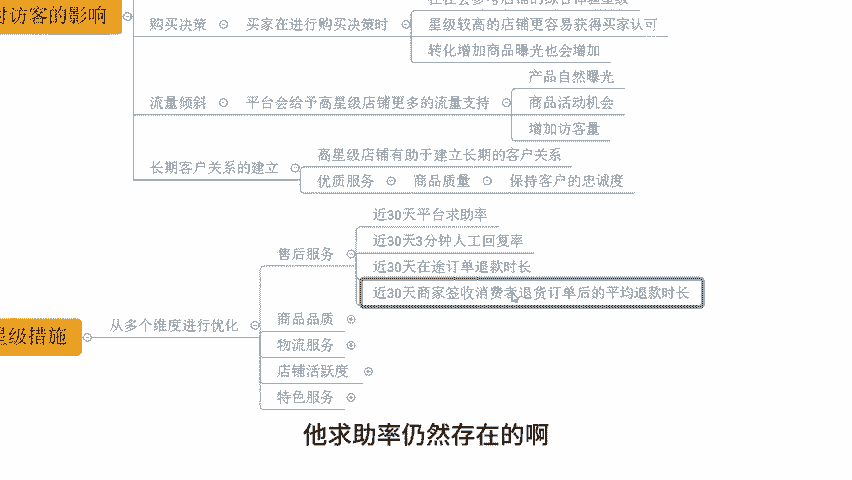 对访客的影响
购买决策
买家在进行购买决策时
星级较高的店铺更容易获得买家认可
转化增加商品曝光也会增加
流量倾斜
平台会给予高星级店铺更多的流量支持
产品自然曝光
商品活动机会
增加访客量
长期客户关系的建立
高星级店铺有助于建立长期的客户关系
优质服务
商品质量
保持客户的忠诚度
星级措施
从多个维度进行优化
售后服务
近30天平台求助率
近30天3分钟人工回复率
近30天在途订单退款时长
近30天商家签收消费者退货订单后的平均退款时长
商品品质
物流服务
店铺活跃度
特色服务
他求助率仍然存在的啊